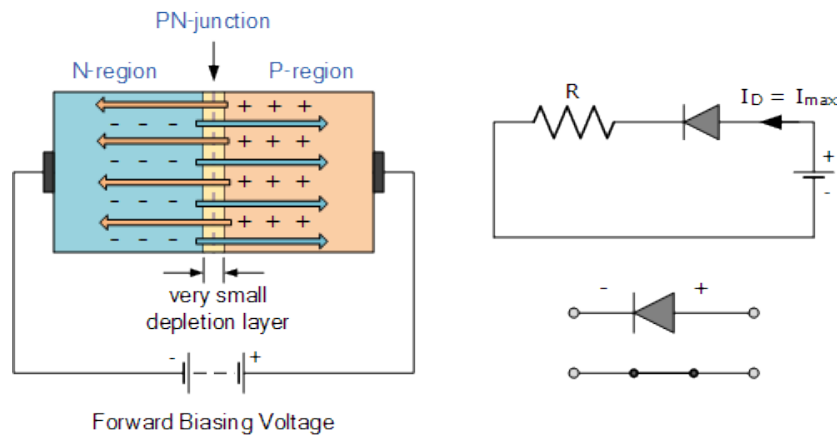 PN-junction
N-region
P-region
+ + +
- - -
+ + +
- - -
+ + +
- - -
+ + +
- - -
very small
depletion layer
- +
Forward Biasing Voltage
R
I_D = I_max
+
-
- +